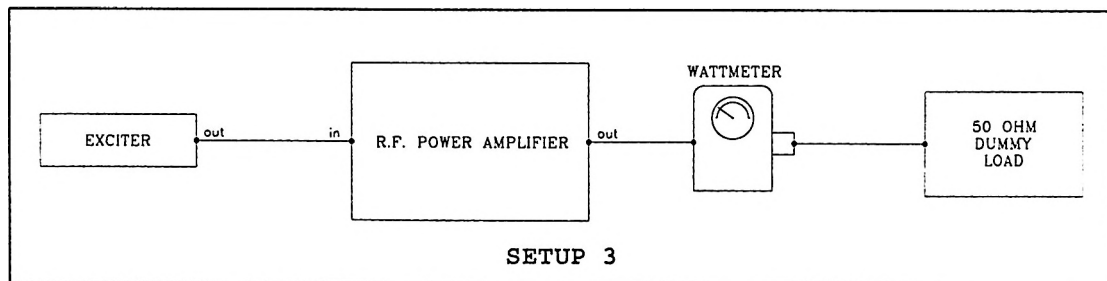 WATTMETER
EXCITER
out
in
R.F. POWER AMPLIFIER
out
50 OHM
DUMMY
LOAD
SETUP 3